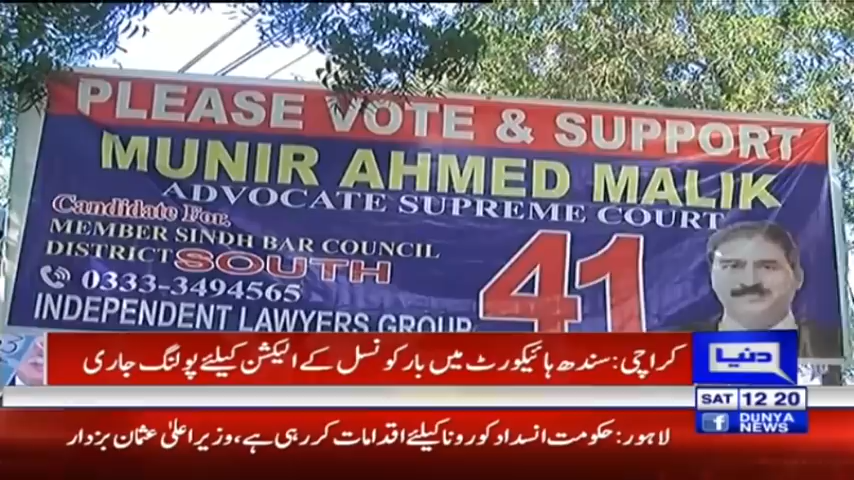 PLEASE VOTE & SUPPORT
MUNIR AHMED MALIK
ADVOCATE SUPREME COURT
Candidate For.
MEMBER SINDH BAR COUNCIL
DISTRICT SOUTH
0333-3494565
41
INDEPENDENT LAWYERS GROUP
کراچی: سندھ ہائیکورٹ میں بار کونسل کے الیکشن کیلئے پولنگ جاری
دنیا
SAT 12 20
f DUNYA NEWS
لاہور: حکومت انسداد کورونا کیلئے اقدامات کر رہی ہے، وزیر اعلیٰ عثمان بزدار